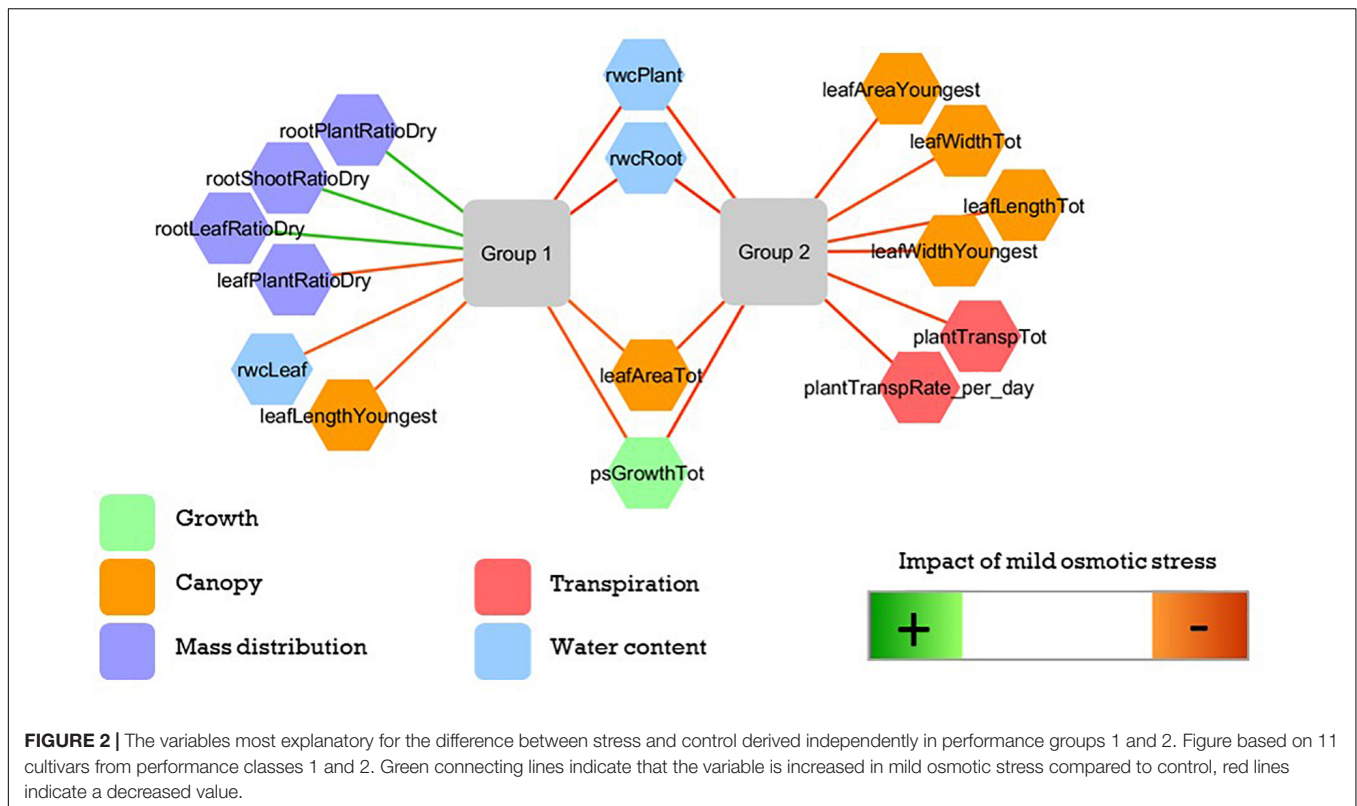 rwcPlant
leafAreaYoungest
rootPlantRatioDry
leafWidthTot
rwcRoot
rootShootRatioDry
leafLengthTot
rootLeafRatioDry
Group 1
Group 2
leafWidthYoungest
leafPlantRatioDry
plantTranspTot
rwcLeaf
leafAreaTot
plantTranspRate_per_day
leafLengthYoungest
psGrowthTot
Growth
Canopy
Mass distribution
Transpiration
Water content
Impact of mild osmotic stress
+ -
FIGURE 2 | The variables most explanatory for the difference between stress and control derived independently in performance groups 1 and 2. Figure based on 11
cultivars from performance classes 1 and 2. Green connecting lines indicate that the variable is increased in mild osmotic stress compared to control, red lines
indicate a decreased value.